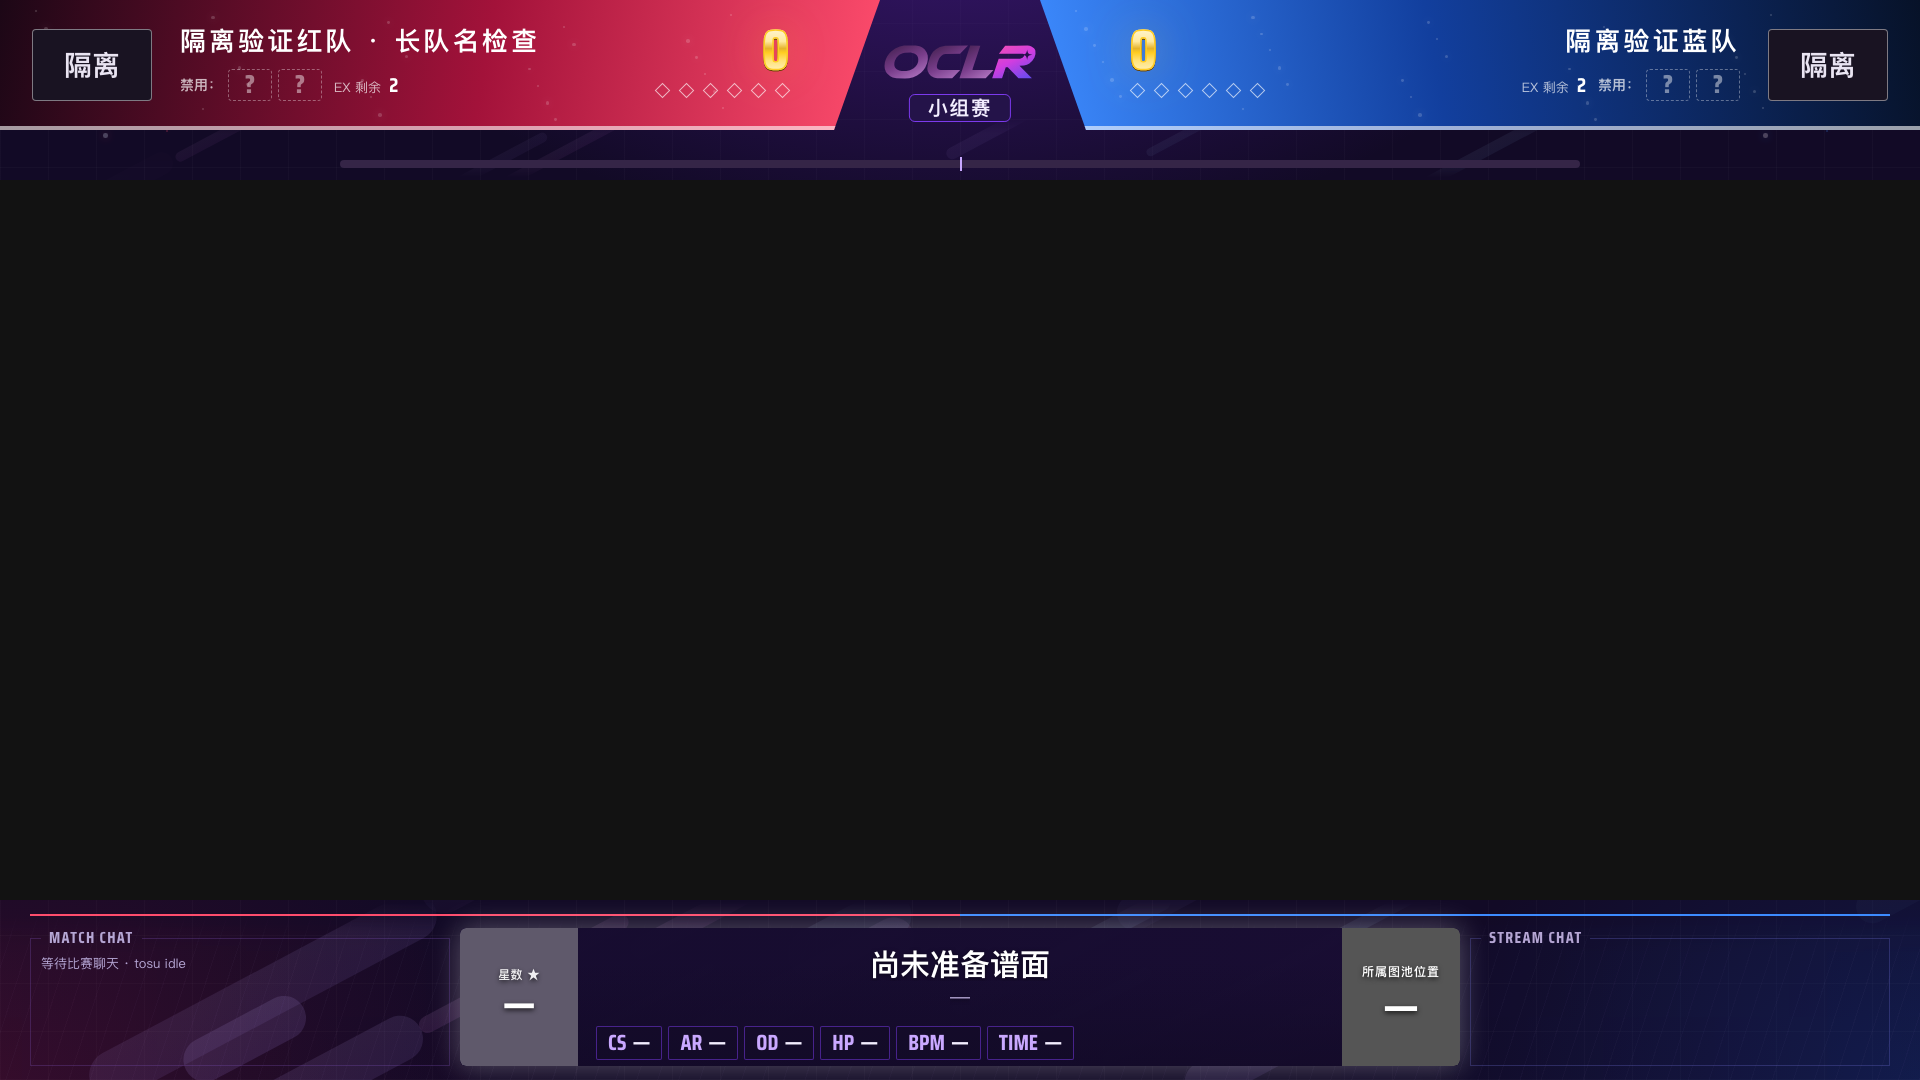 隔离
隔离验证红队 · 长队名检查
禁用:
?
?
EX 剩余 2
0
OCLR
小组赛
0
隔离验证蓝队
EX 剩余 2
禁用:
?
?
隔离
MATCH CHAT
等待比赛聊天 · tosu idle
星数 ★
—
尚未准备谱面
—
CS —
AR —
OD —
HP —
BPM —
TIME —
所属图池位置
—
STREAM CHAT